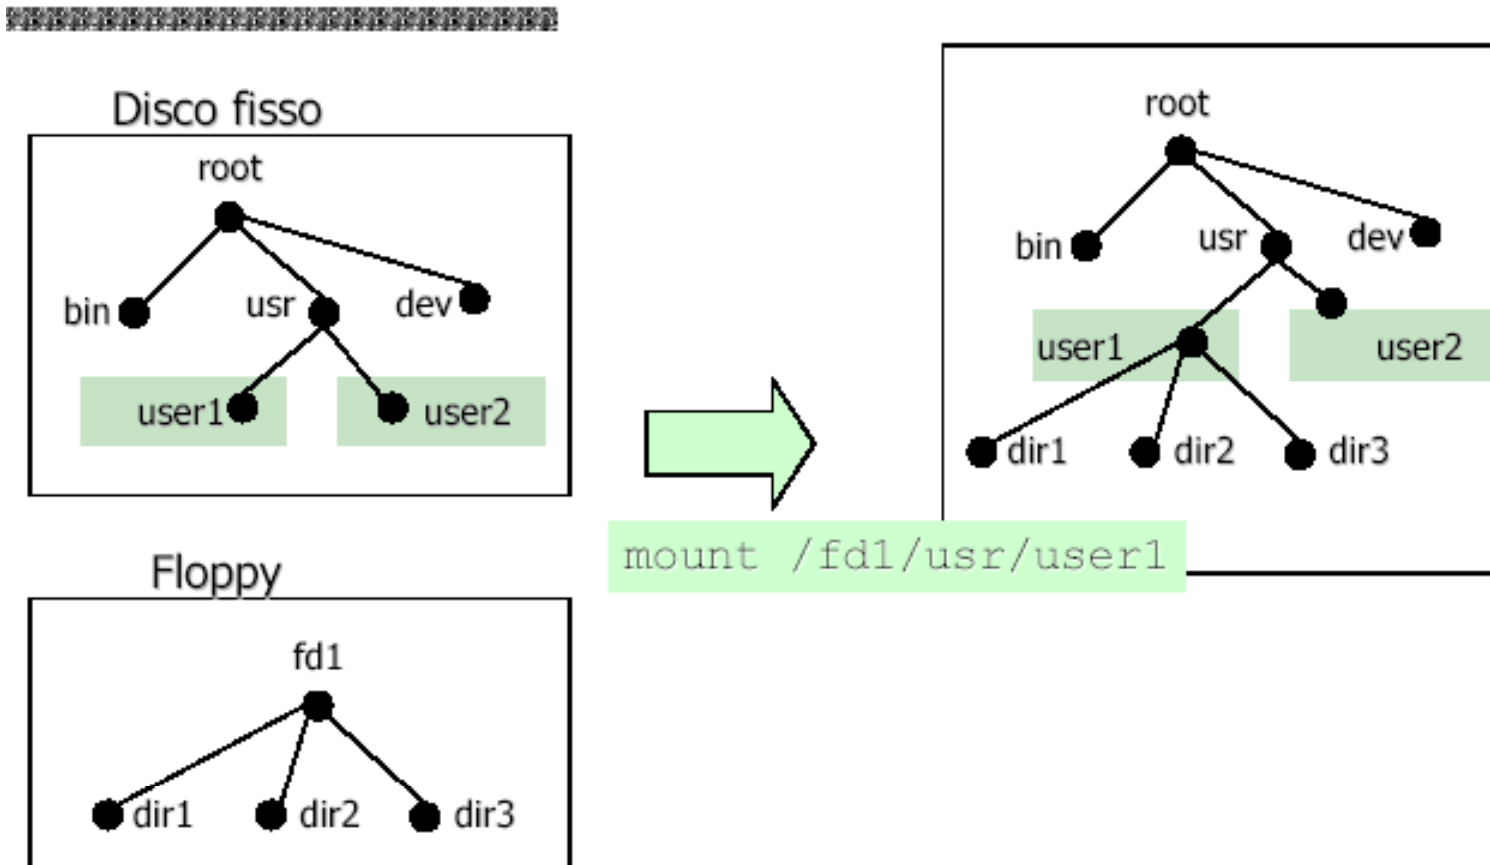 Disco fisso
root
bin
usr
dev
user1
user2
Floppy
fd1
dir1
dir2
dir3
mount /fd1/usr/user1
root
bin
usr
dev
user1
user2
dir1
dir2
dir3